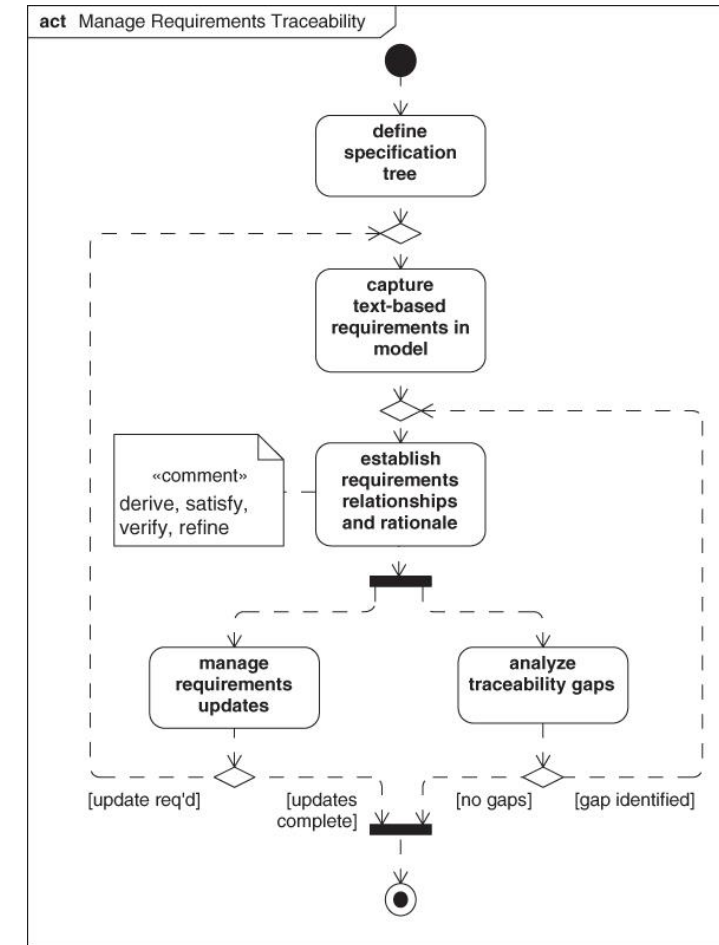 act Manage Requirements Traceability
define
specification
tree
capture
text-based
requirements in
model
«comment»
derive, satisfy,
verify, refine
establish
requirements
relationships
and rationale
manage
requirements
updates
analyze
traceability gaps
[update req'd]
[updates
complete]
[no gaps]
[gap identified]